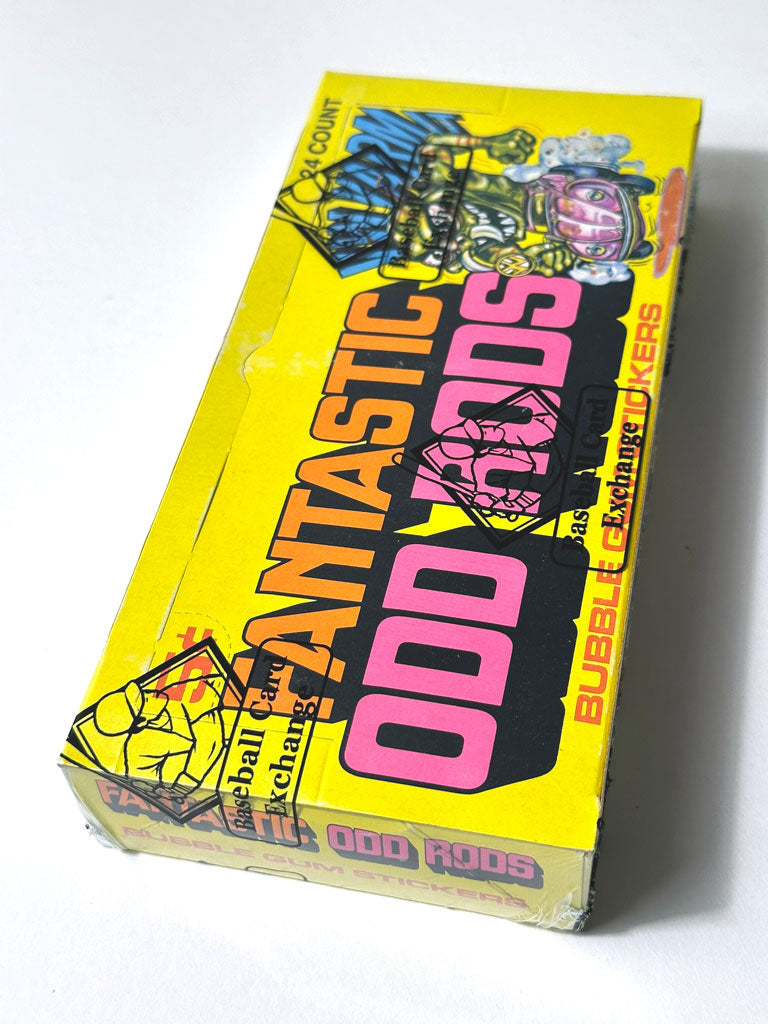 24 COUNT
5¢
FANTASTIC
ODD RODS
BUBBLE GUM STICKERS
Baseball Card
Exchange
Baseball Card
Exchange
Baseball Card
FANTASTIC ODD RODS
BUBBLE GUM STICKERS